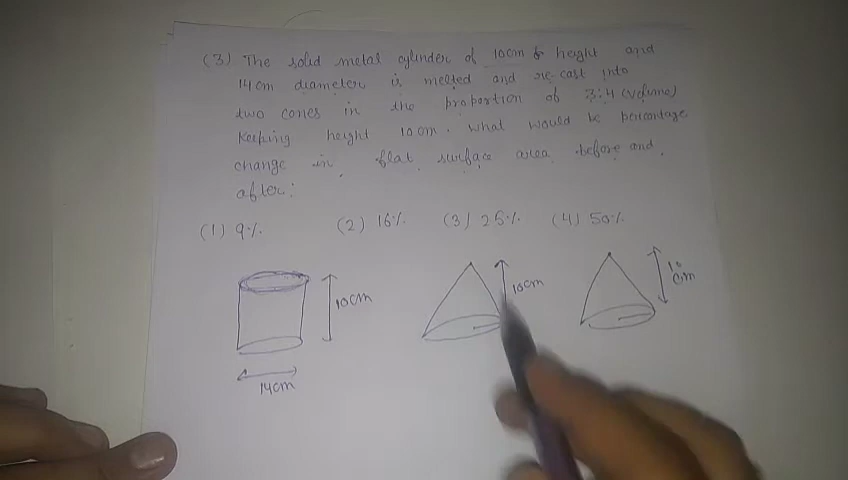 (3) The solid metal cylinder of 10cm height and
14cm diameter is melted and re-cast into
two cones in the proportion of 3:4 (volume)
keeping height 10cm. What would be percentage
change in flat surface area before and
after:
(1) 9%. (2) 16%. (3) 25%. (4) 50%.
10cm 10cm 10 cm
14cm